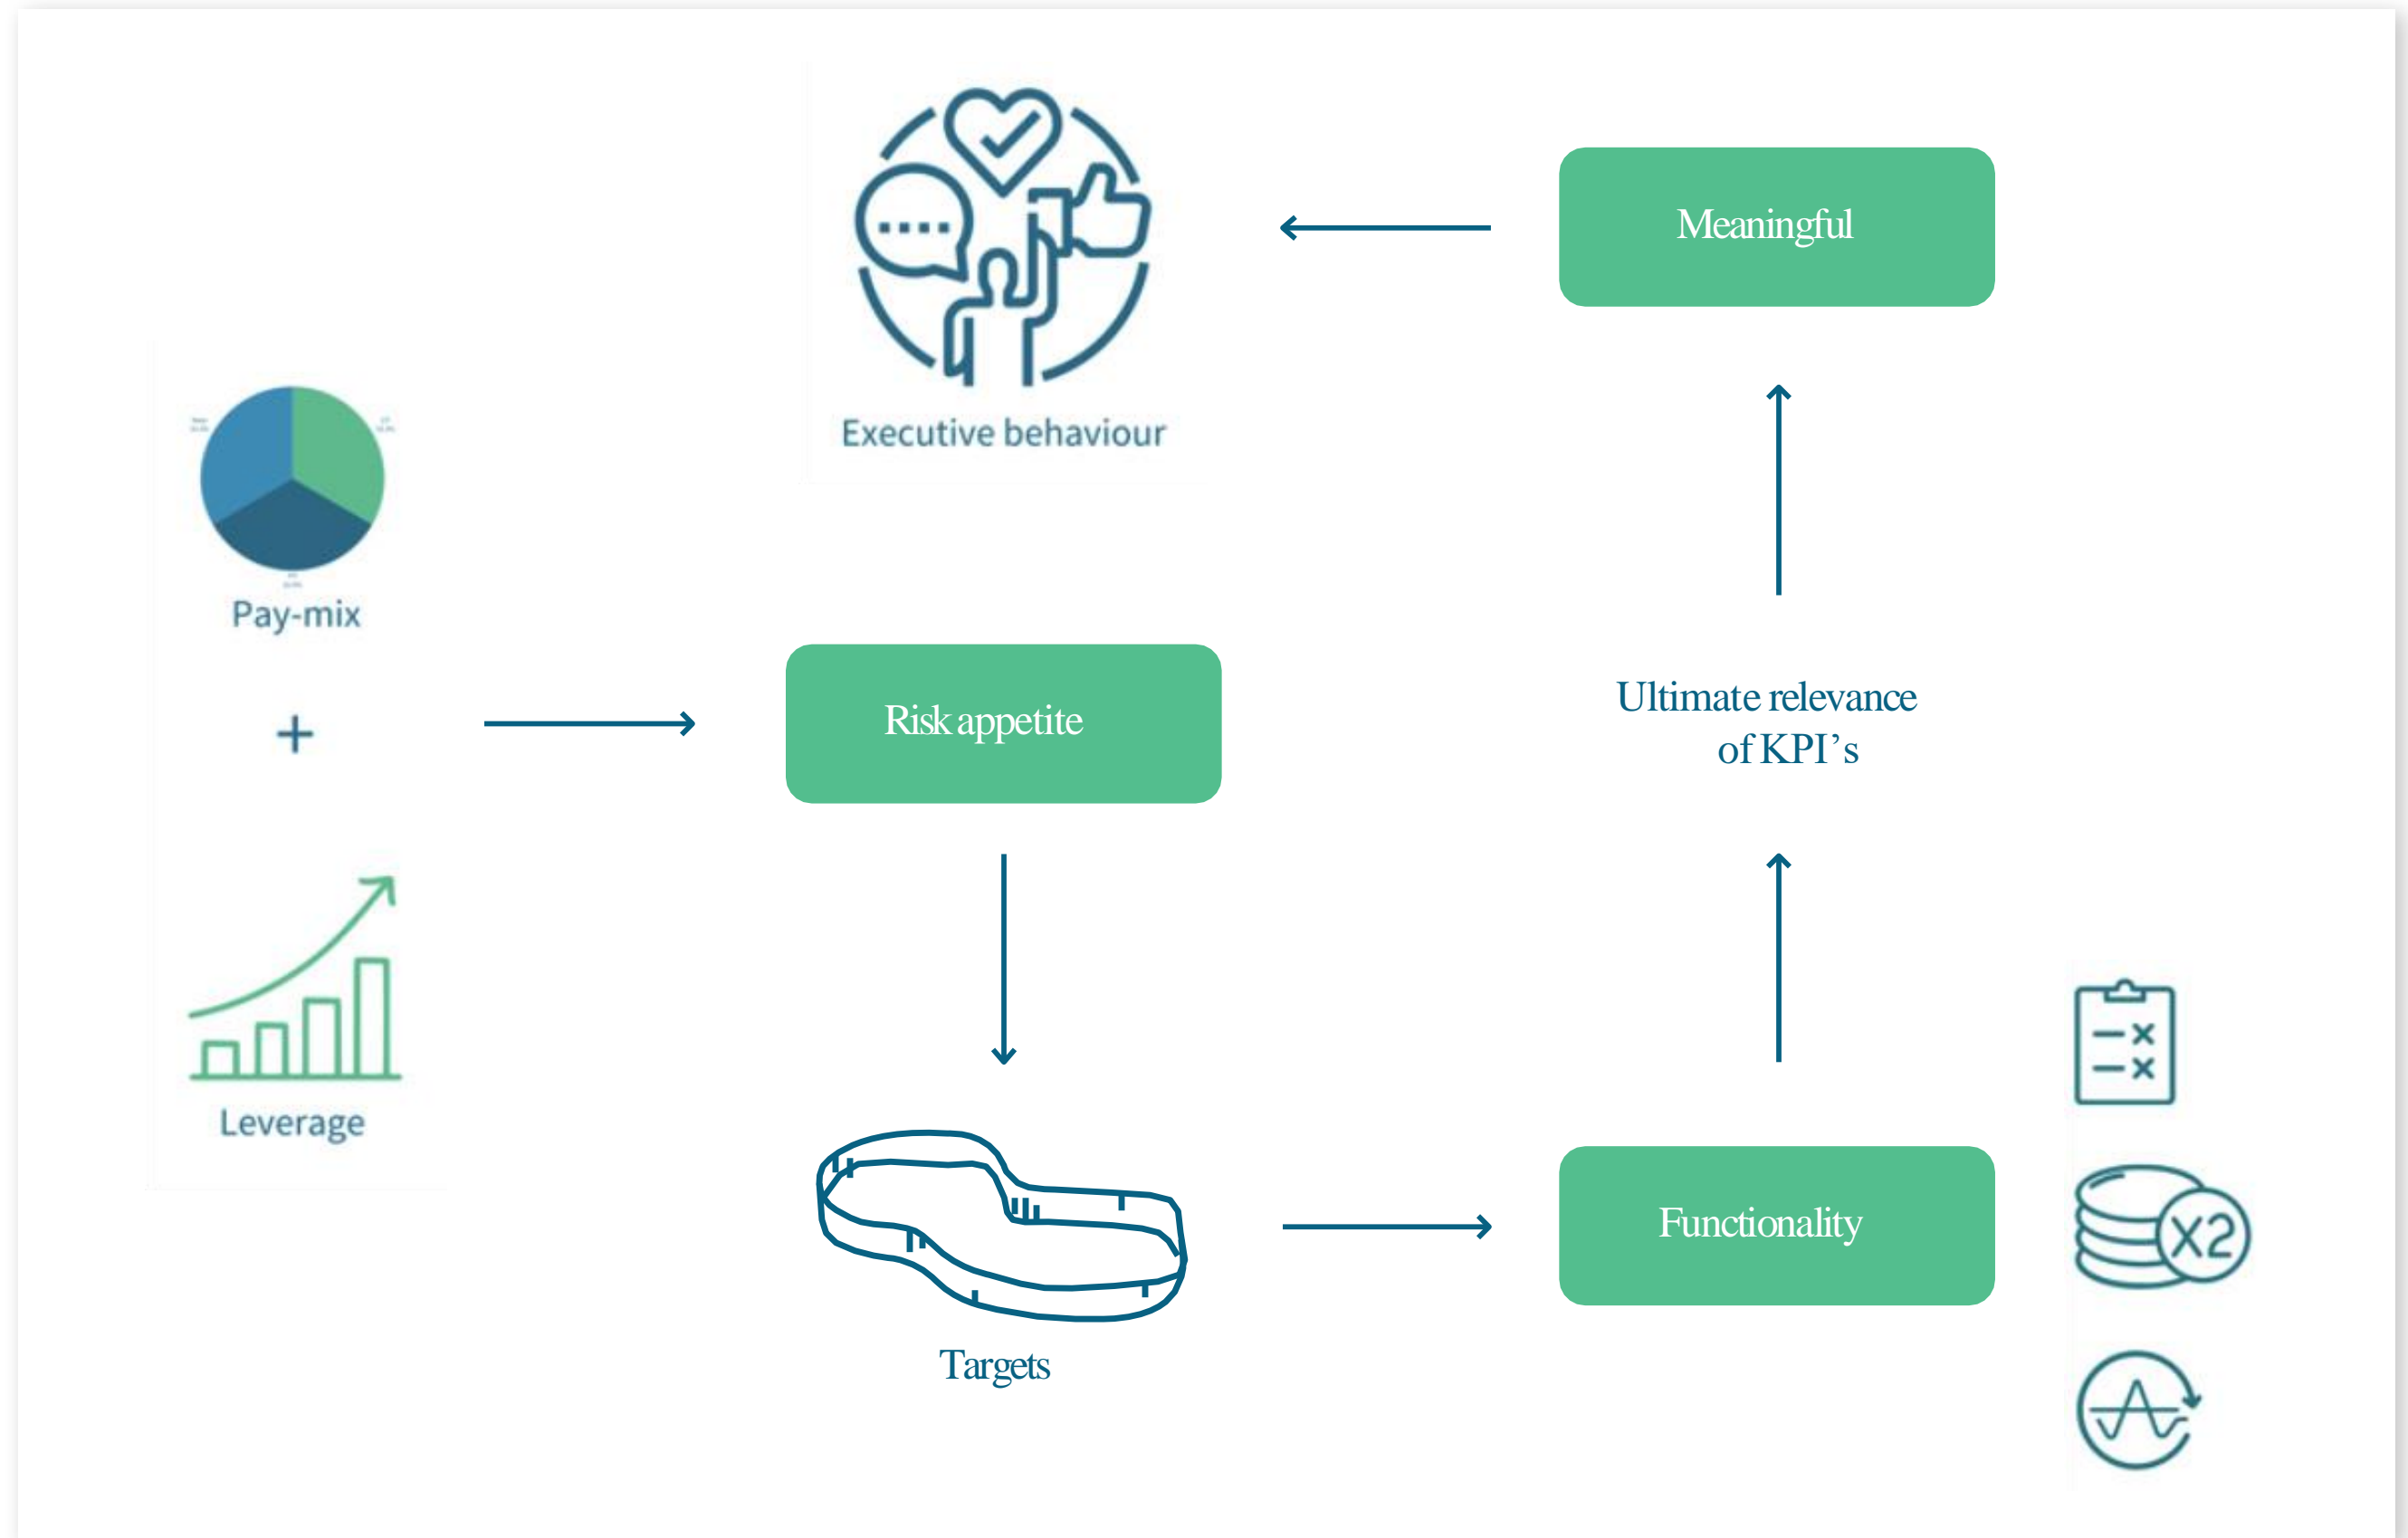 Meaningful
Executive behaviour
Pay-mix
+
Risk appetite
Ultimate relevance
of KPI’s
Leverage
X2
Functionality
Targets